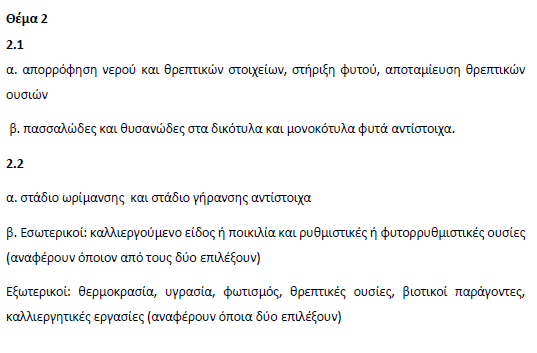 Θέμα 2
2.1
α. απορρόφηση νερού και θρεπτικών στοιχείων, στήριξη φυτού, αποταμίευση θρεπτικών
ουσιών
β. πασσαλώδες και θυσανώδες στα δικότυλα και μονοκότυλα φυτά αντίστοιχα.
2.2
α. στάδιο ωρίμανσης και στάδιο γήρανσης αντίστοιχα
β. Εσωτερικοί: καλλιεργούμενο είδος ή ποικιλία και ρυθμιστικές ή φυτορρυθμιστικές ουσίες
(αναφέρουν όποιον από τους δύο επιλέξουν)
Εξωτερικοί: θερμοκρασία, υγρασία, φωτισμός, θρεπτικές ουσίες, βιοτικοί παράγοντες,
καλλιεργητικές εργασίες (αναφέρουν όποια δύο επιλέξουν)